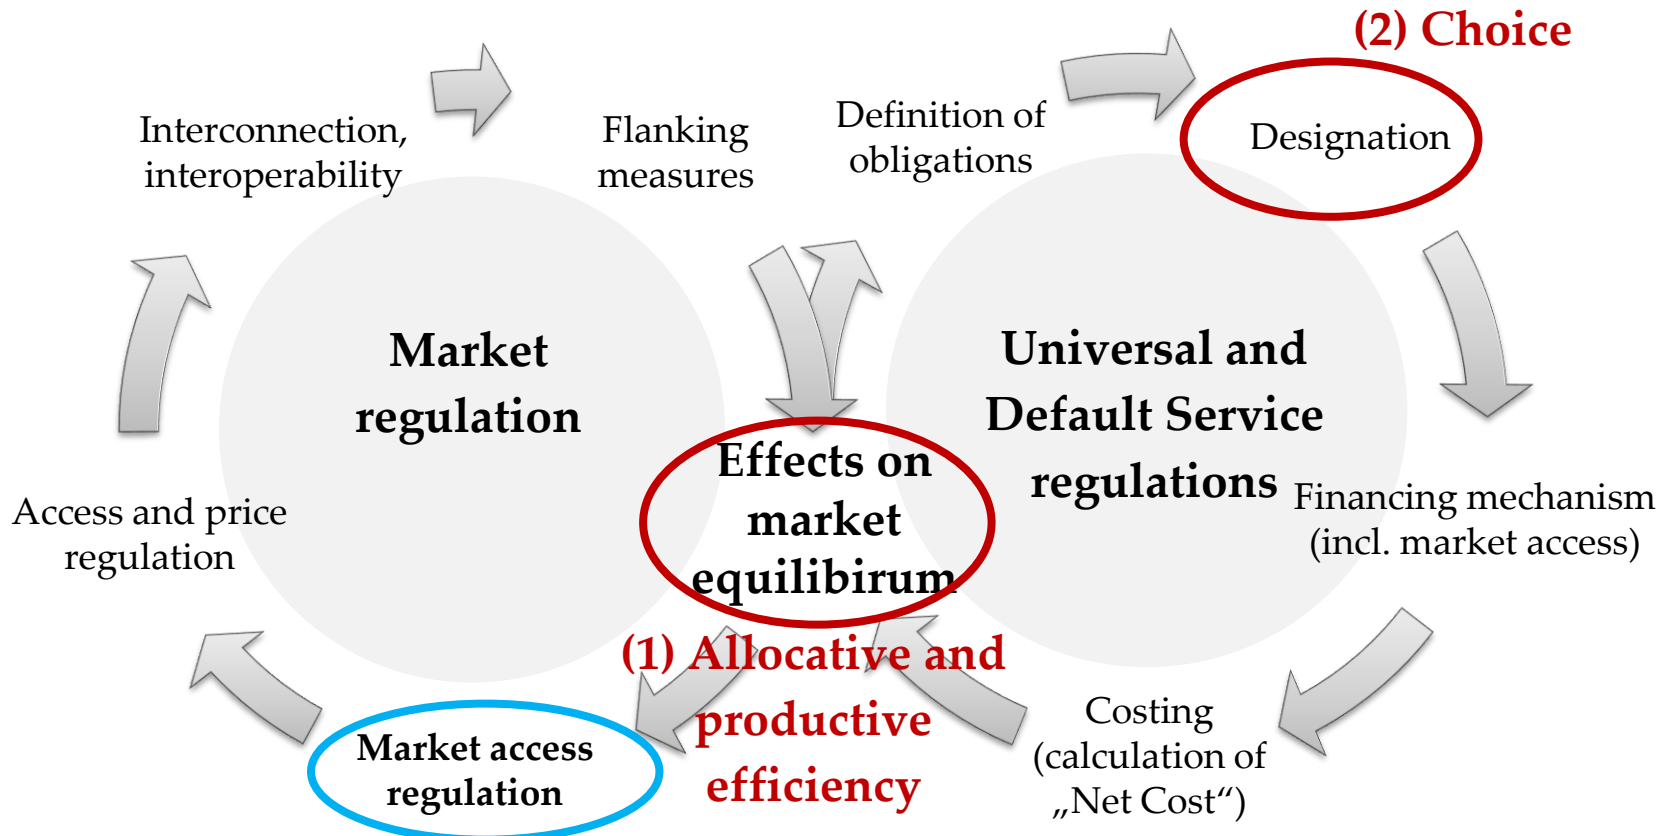 (2) Choice
Interconnection,
interoperability
Flanking
measures
Definition of
obligations
Designation
Market
regulation
Universal and
Default Service
regulations
Effects on
market
equilibirum
Access and price
regulation
Financing mechanism
(incl. market access)
(1) Allocative and
productive
efficiency
Market access
regulation
Costing
(calculation of
„Net Cost“)